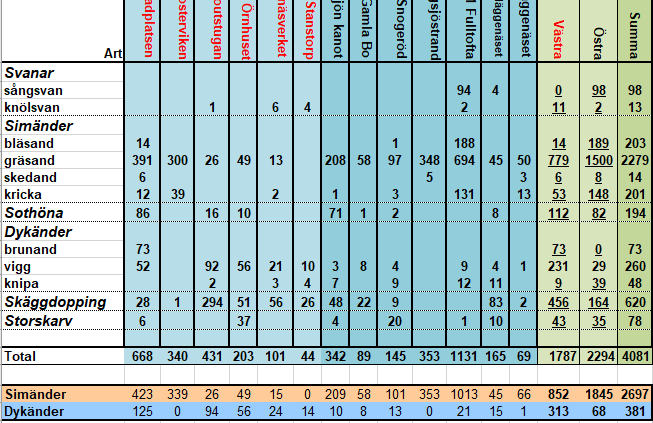 Art adplatsen osterviken outstugan Örnhuset näsverket Stanstorp jön kanot Gamla Bo Snogeröd gsjöstrand 1 Fulltofta läggenäset ggenäset Västra Östra Summa
Svanar
sångsvan 94 4 0 98 98
knölsvan 1 6 4 2 11 2 13
Simänder
bläsand 14 1 188 14 189 203
gräsand 391 300 26 49 13 208 58 97 348 694 45 50 779 1500 2279
skedand 6 5 3 6 8 14
kricka 12 39 2 1 3 131 13 53 148 201
Sothöna 86 16 10 71 1 2 8 112 82 194
Dykänder
brunand 73 73 0 73
vigg 52 92 56 21 10 3 8 4 9 4 1 231 29 260
knipa 2 3 4 7 9 12 11 9 39 48
Skäggdopping 28 1 294 51 56 26 48 22 9 83 2 456 164 620
Storskarv 6 37 4 20 1 10 43 35 78
Total 668 340 431 203 101 44 342 89 145 353 1131 165 69 1787 2294 4081
Simänder 423 339 26 49 15 0 209 58 101 353 1013 45 66 852 1845 2697
Dykänder 125 0 94 56 24 14 10 8 13 0 21 15 1 313 68 381